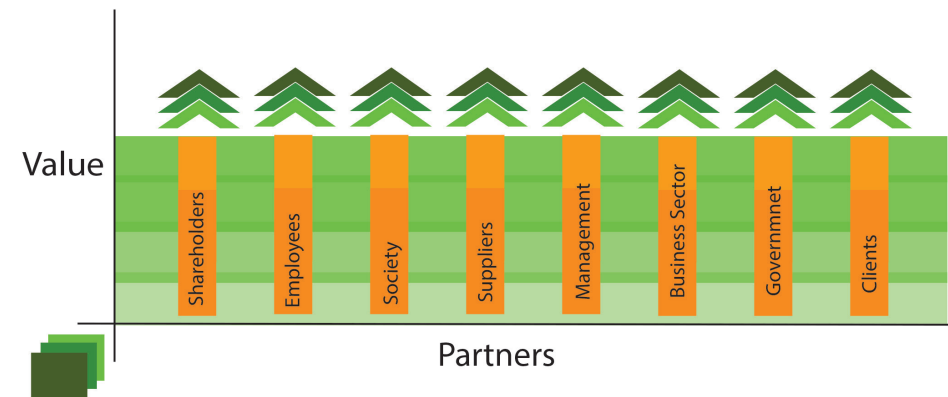 Value
Shareholders
Employees
Society
Suppliers
Management
Business Sector
Governmnet
Clients
Partners